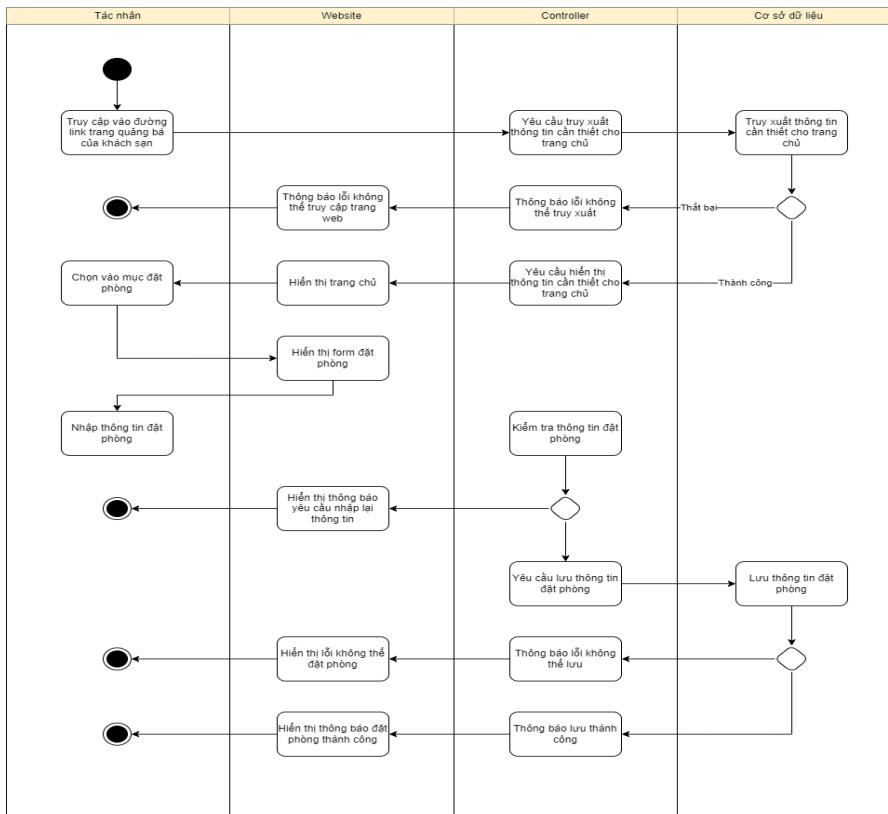 Tác nhân
Website
Controller
Cơ sở dữ liệu
Truy cập vào đường
link trang quảng bá
của khách sạn
Yêu cầu truy xuất
thông tin cần thiết cho
trang chủ
Truy xuất thông tin
cần thiết cho trang
chủ
Thông báo lỗi không
thể truy cập trang
web
Thông báo lỗi không
thể truy xuất
Thất bại
Chọn vào mục đặt
phòng
Hiển thị trang chủ
Yêu cầu hiển thị
thông tin cần thiết cho
trang chủ
Thành công
Hiển thị form đặt
phòng
Nhập thông tin đặt
phòng
Kiểm tra thông tin đặt
phòng
Hiển thị thông báo
yêu cầu nhập lại
thông tin
Yêu cầu lưu thông tin
đặt phòng
Lưu thông tin đặt
phòng
Hiển thị lỗi không thể
đặt phòng
Thông báo lỗi không
thể lưu
Hiển thị thông báo đặt
phòng thành công
Thông báo lưu thành
công